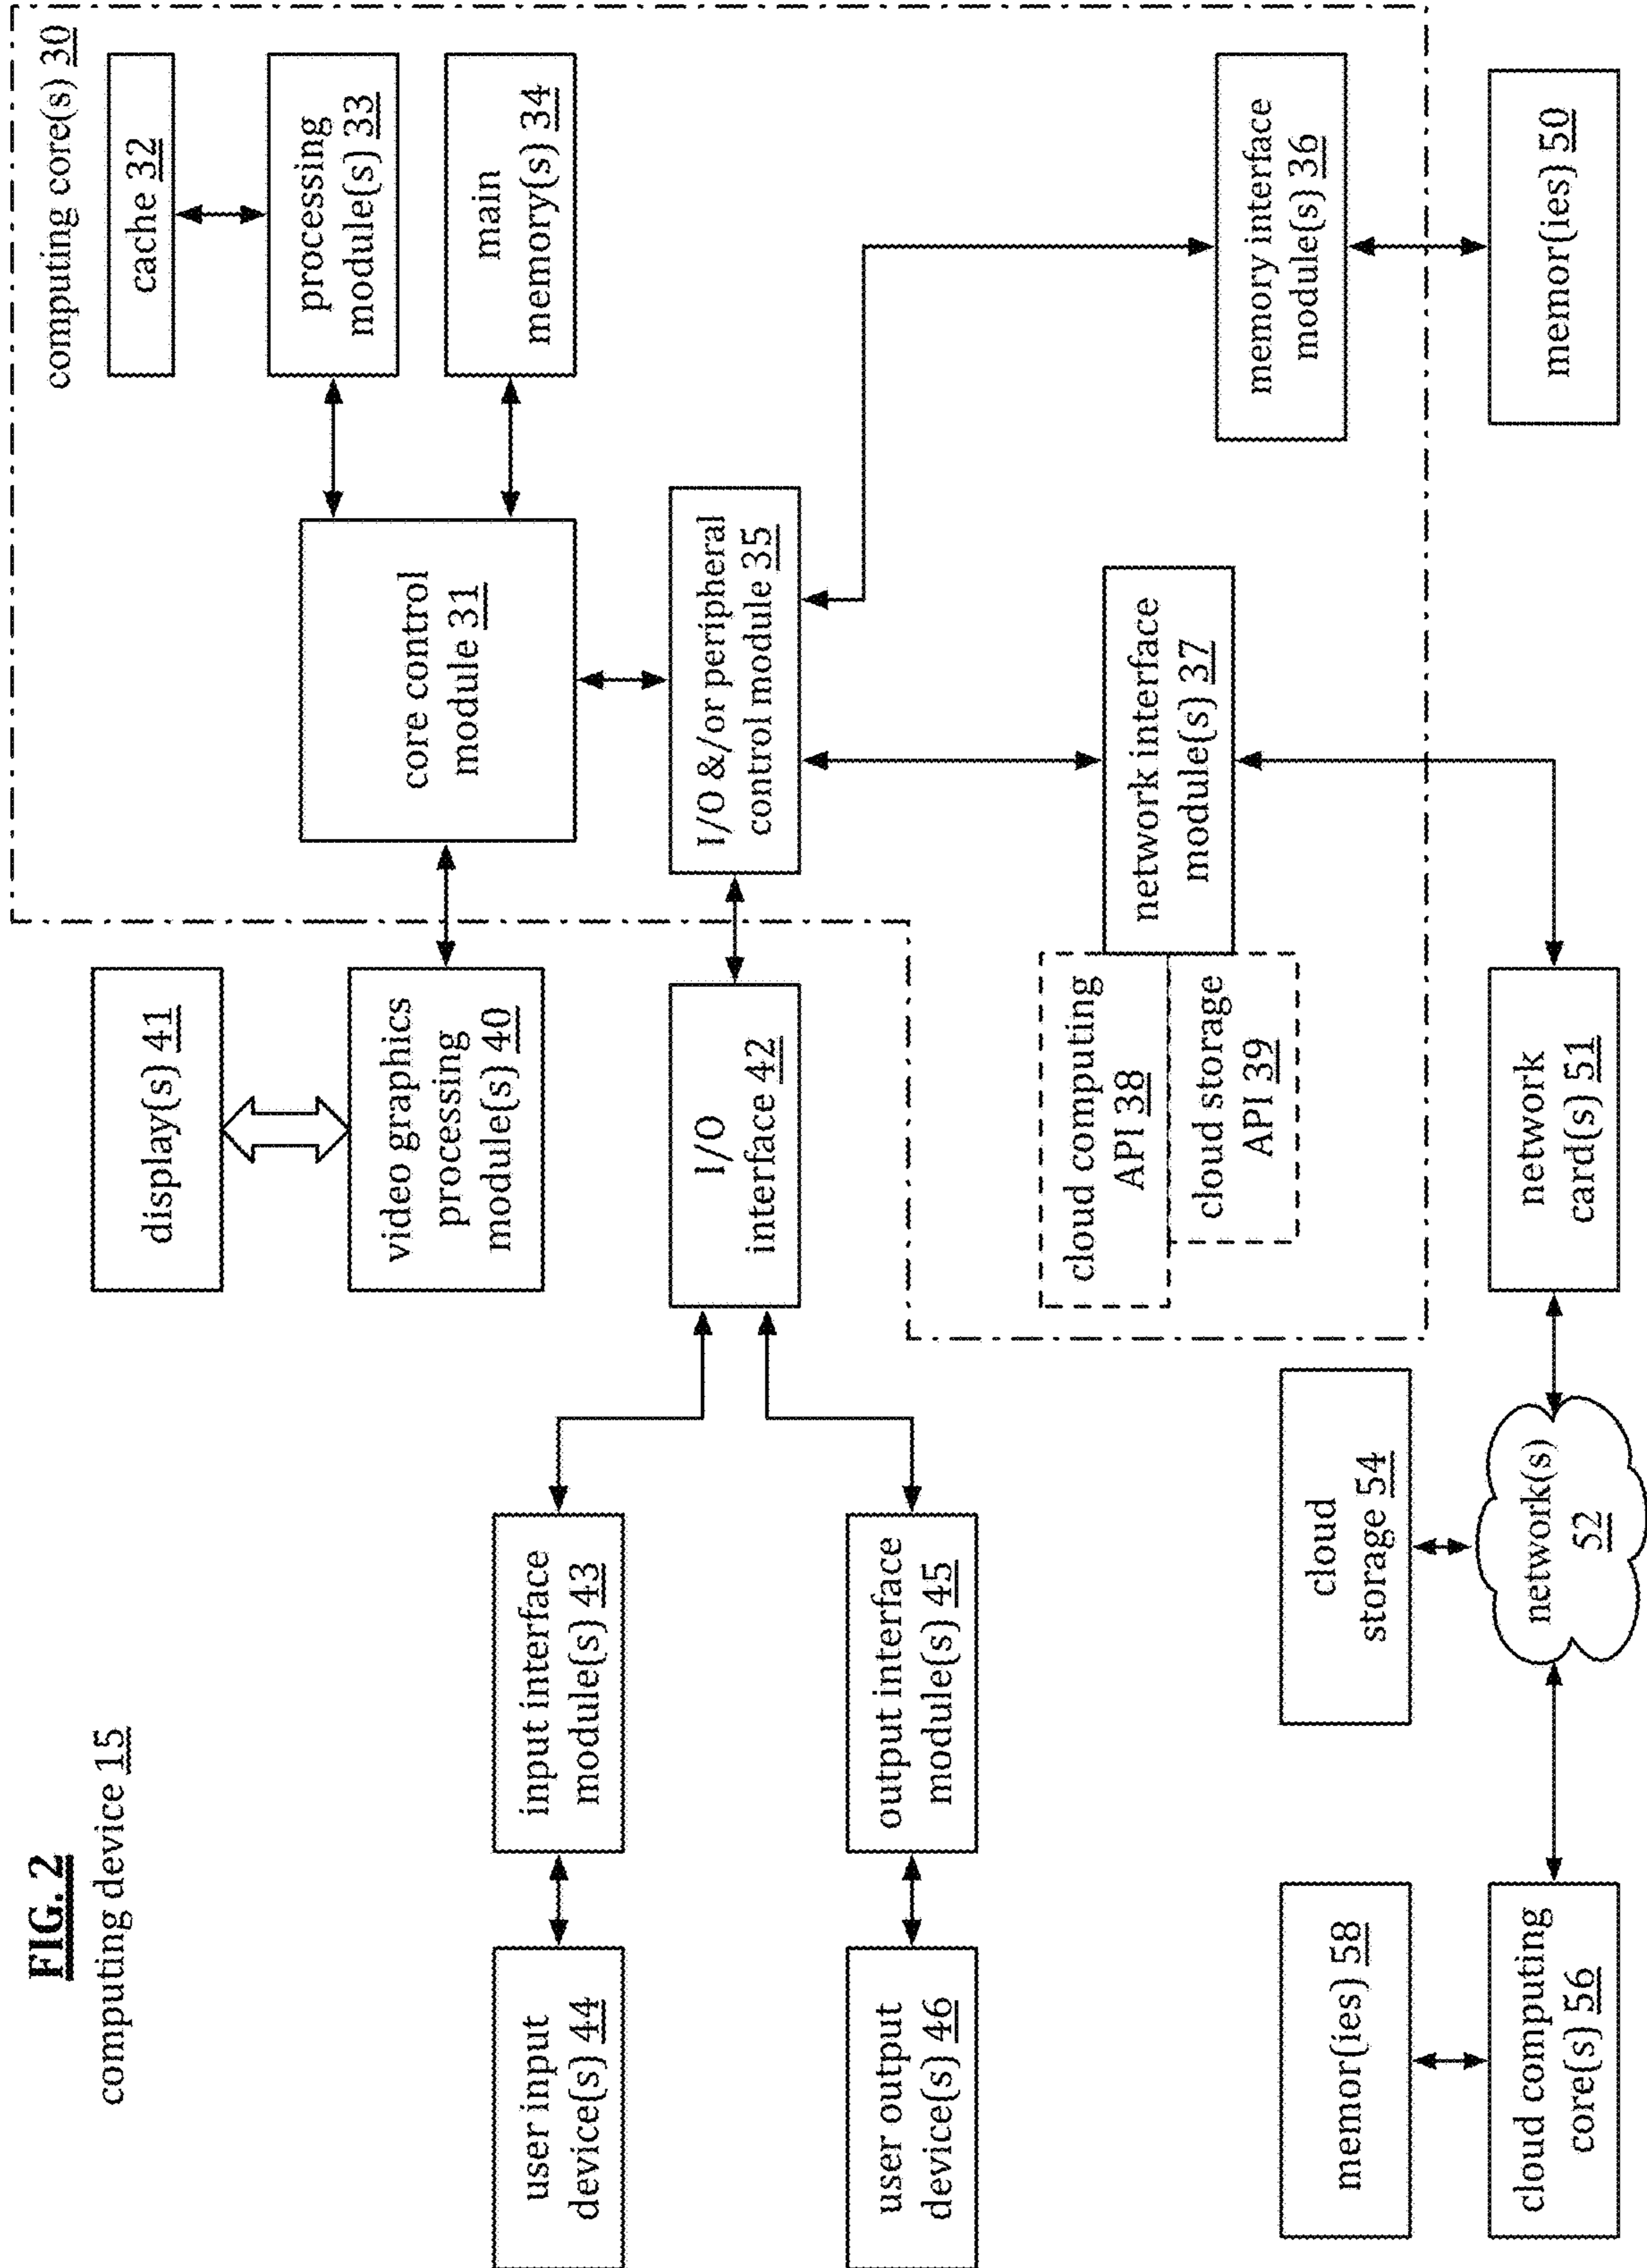 FIG. 2
computing device 15
computing core(s) 30
display(s) 41
cache 32
video graphics
processing
module(s) 40
core control
module 31
processing
module(s) 33
main
memory(s) 34
user input
device(s) 44
input interface
module(s) 43
I/O
interface 42
I/O &/or peripheral
control module 35
user output
device(s) 46
output interface
module(s) 45
cloud computing
API 38
cloud storage
API 39
network interface
module(s) 37
memory interface
module(s) 36
memor(ies) 58
cloud
storage 54
cloud computing
core(s) 56
network(s)
52
network
card(s) 51
memor(ies) 50